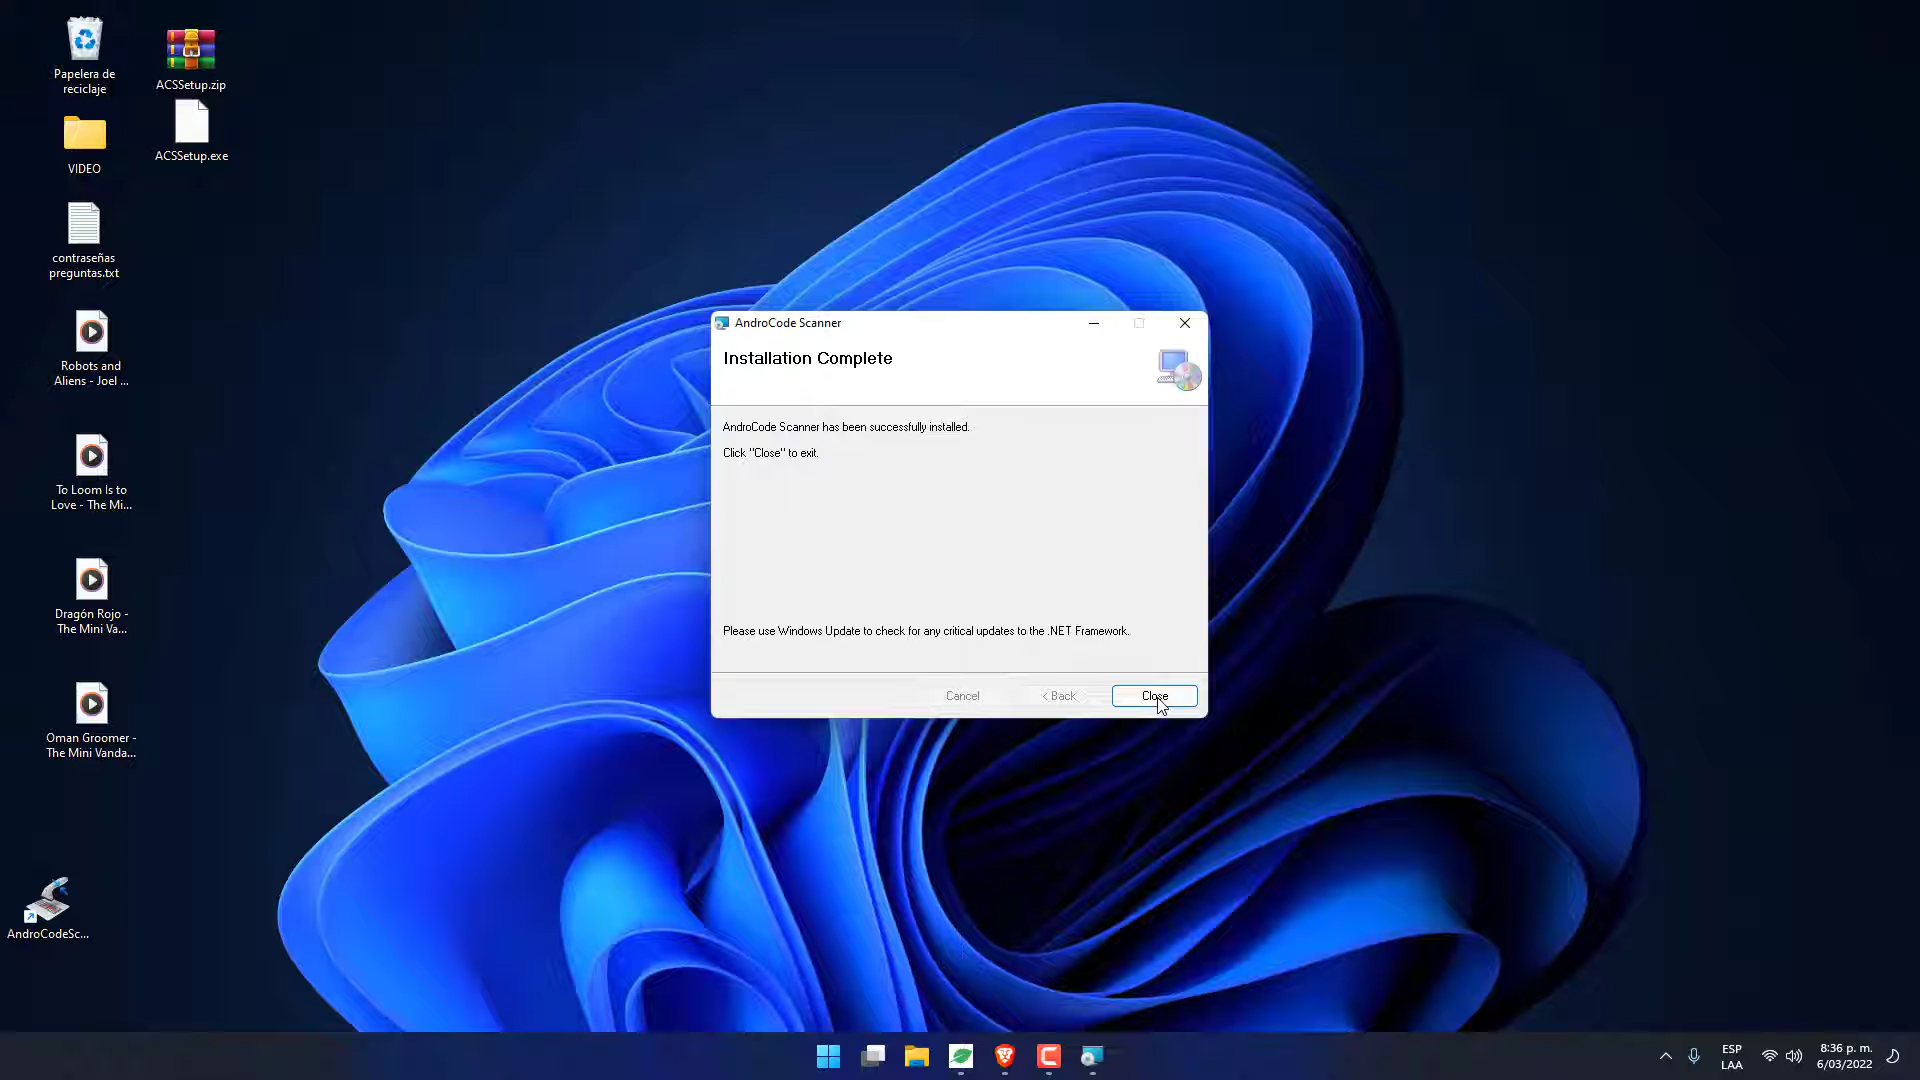 Papelera de
reciclaje
ACSSetup.zip
VIDEO
ACSSetup.exe
contraseñas
preguntas.txt
Robots and
Aliens - Joel ...
To Loom Is to
Love - The Mi...
Dragón Rojo -
The Mini Va...
Oman Groomer -
The Mini Vanda...
AndroCodeSc...
AndroCode Scanner
Installation Complete
AndroCode Scanner has been successfully installed.
Click "Close" to exit.
Please use Windows Update to check for any critical updates to the .NET Framework.
Cancel
< Back
Close
ESP
LAA
8:36 p. m.
6/03/2022